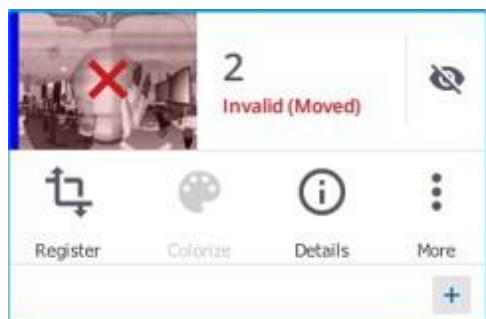 2
Invalid (Moved)
Register
Colorize
Details
More
+